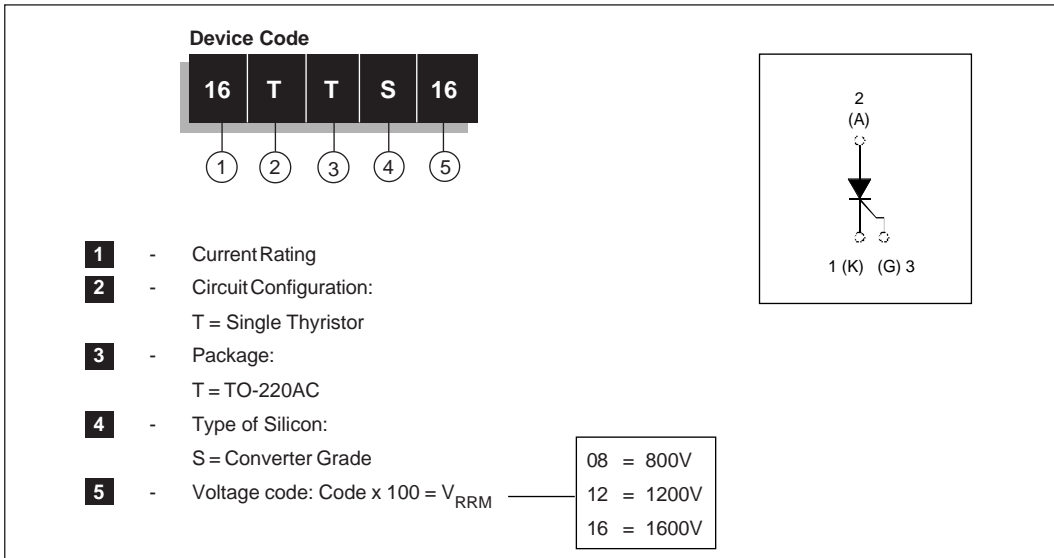 Device Code
16 T T S 16
1 2 3 4 5
1 - Current Rating
2 - Circuit Configuration:
T = Single Thyristor
3 - Package:
T = TO-220AC
4 - Type of Silicon:
S = Converter Grade
5 - Voltage code: Code x 100 = VRRM
08 = 800V
12 = 1200V
16 = 1600V
2
(A)
1 (K) (G) 3